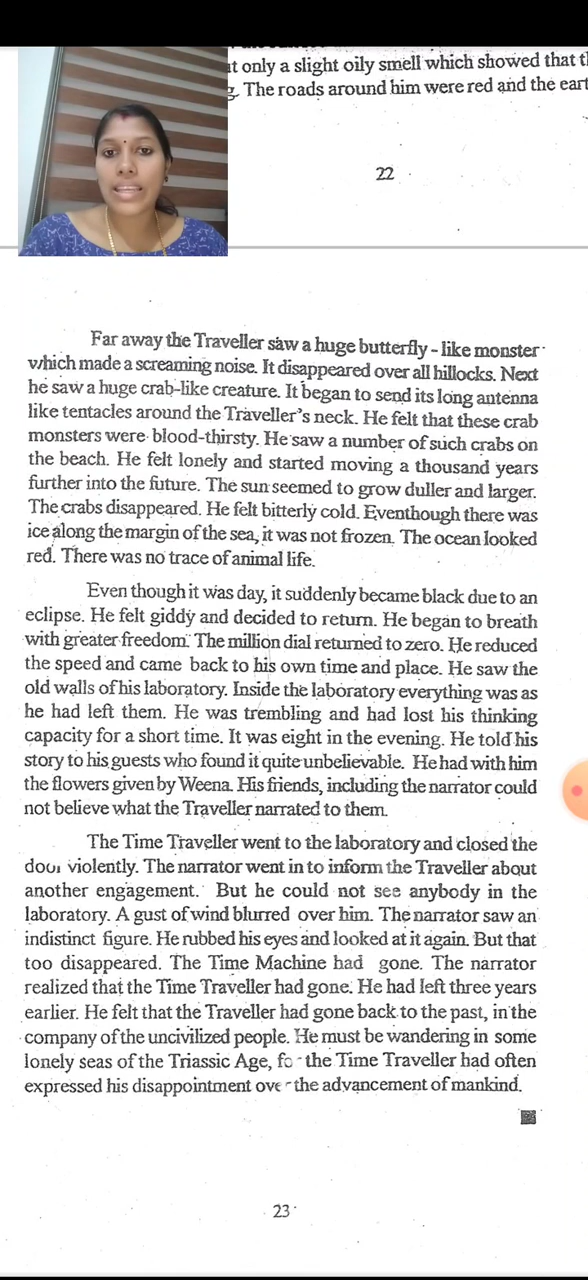 t only a slight oily smell which showed that
g. The roads around him were red and the
22
Far away the Traveller saw a huge butterfly - like monster
which made a screaming noise. It disappeared over all hillocks. Next
he saw a huge crab-like creature. It began to send its long antenna
like tentacles around the Traveller's neck. He felt that these crab
monsters were blood-thirsty. He saw a number of such crabs on
the beach. He felt lonely and started moving a thousand years
further into the future. The sun seemed to grow duller and larger.
The crabs disappeared. He felt bitterly cold. Eventhough there was
ice along the margin of the sea, it was not frozen. The ocean looked
red. There was no trace of animal life.
Even though it was day, it suddenly became black due to an
eclipse. He felt giddy and decided to return. He began to breath
with greater freedom. The million dial returned to zero. He reduced
the speed and came back to his own time and place. He saw the
old walls of his laboratory. Inside the laboratory everything was as
he had left them. He was trembling and had lost his thinking
capacity for a short time. It was eight in the evening. He told his
story to his guests who found it quite unbelievable. He had with him
the flowers given by Weena. His friends, including the narrator could
not believe what the Traveller narrated to them.
The Time Traveller went to the laboratory and closed the
door violently. The narrator went in to inform the Traveller about
another engagement. But he could not see anybody in the
laboratory. A gust of wind blurred over him. The narrator saw an
indistinct figure. He rubbed his eyes and looked at it again. But that
too disappeared. The Time Machine had gone. The narrator
realized that the Time Traveller had gone. He had left three years
earlier. He felt that the Traveller had gone back to the past, in the
company of the uncivilized people. He must be wandering in some
lonely seas of the Triassic Age, for the Time Traveller had often
expressed his disappointment over the advancement of mankind.
23